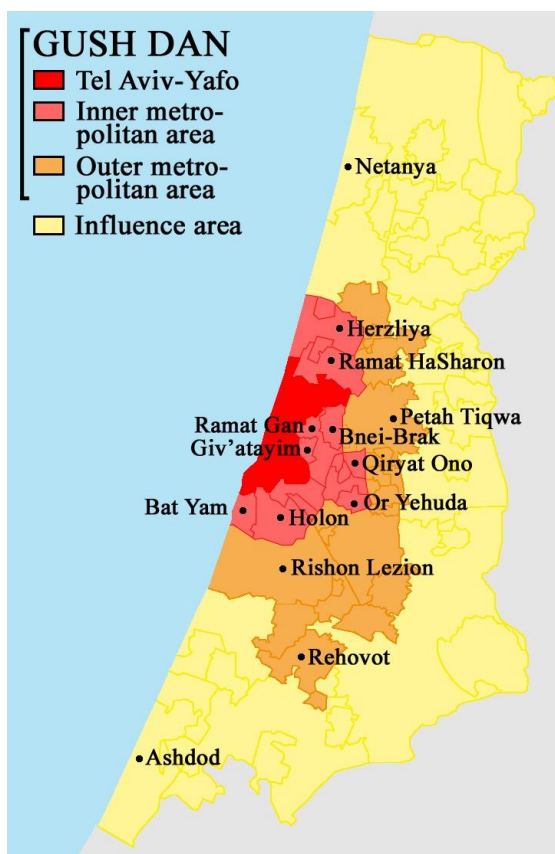 GUSH DAN
Tel Aviv-Yafo
Inner metro-
politan area
Outer metro-
politan area
Influence area
Netanya
Herzliya
Ramat HaSharon
Petah Tiqwa
Ramat Gan
Bnei-Brak
Giv'atayim
Qiryat Ono
Or Yehuda
Bat Yam
Holon
Rishon Lezion
Rehovot
Ashdod